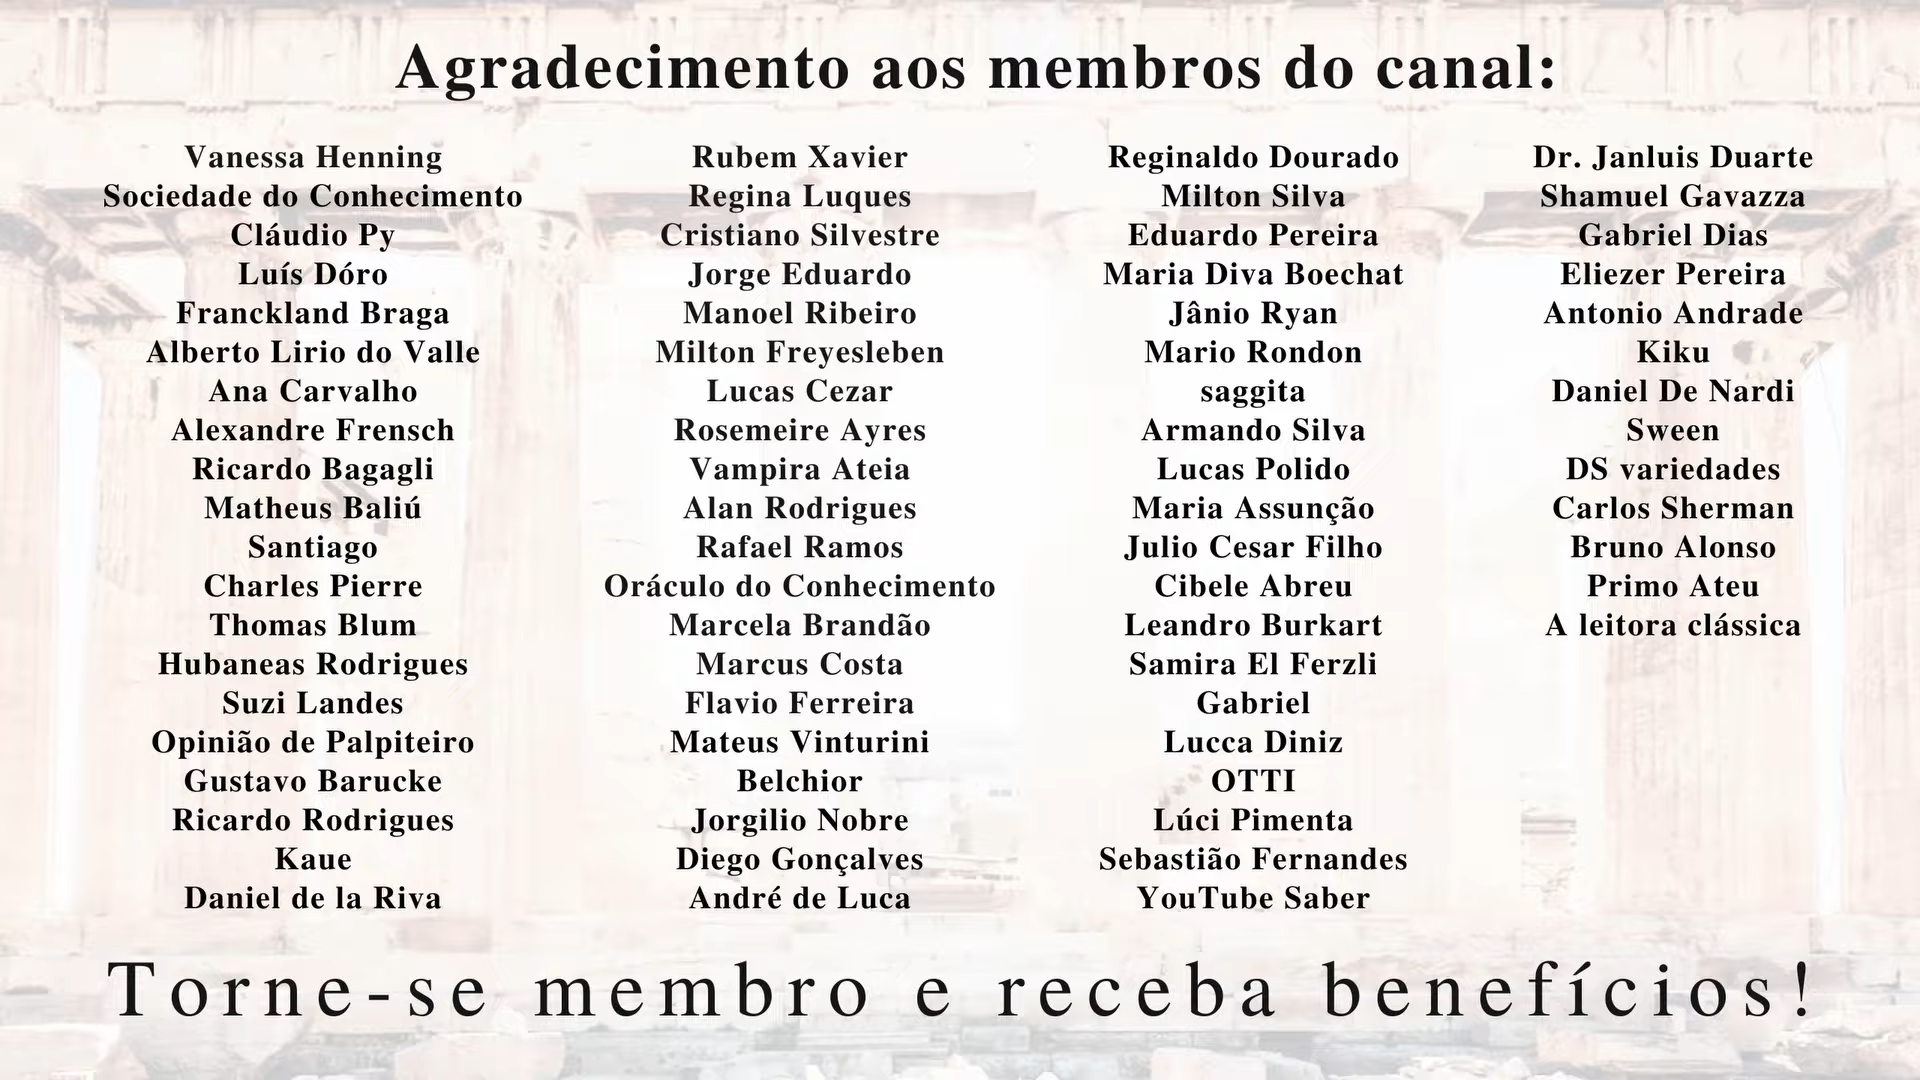 Agradecimento aos membros do canal:
Vanessa Henning
Sociedade do Conhecimento
Cláudio Py
Luís Dóro
Franckland Braga
Alberto Lirio do Valle
Ana Carvalho
Alexandre Frensch
Ricardo Bagagli
Matheus Baliú
Santiago
Charles Pierre
Thomas Blum
Hubaneas Rodrigues
Suzi Landes
Opinião de Palpiteiro
Gustavo Barucke
Ricardo Rodrigues
Kaue
Daniel de la Riva
Rubem Xavier
Regina Luques
Cristiano Silvestre
Jorge Eduardo
Manoel Ribeiro
Milton Freyesleben
Lucas Cezar
Rosemeire Ayres
Vampira Ateia
Alan Rodrigues
Rafael Ramos
Oráculo do Conhecimento
Marcela Brandão
Marcus Costa
Flavio Ferreira
Mateus Vinturini
Belchior
Jorgilio Nobre
Diego Gonçalves
André de Luca
Reginaldo Dourado
Milton Silva
Eduardo Pereira
Maria Diva Boechat
Jânio Ryan
Mario Rondon
saggita
Armando Silva
Lucas Polido
Maria Assunção
Julio Cesar Filho
Cibele Abreu
Leandro Burkart
Samira El Ferzli
Gabriel
Lucca Diniz
OTTI
Lúci Pimenta
Sebastião Fernandes
YouTube Saber
Dr. Janluis Duarte
Shamuel Gavazza
Gabriel Dias
Eliezer Pereira
Antonio Andrade
Kiku
Daniel De Nardi
Sween
DS variedades
Carlos Sherman
Bruno Alonso
Primo Ateu
A leitora clássica
Torne-se membro e receba benefícios!